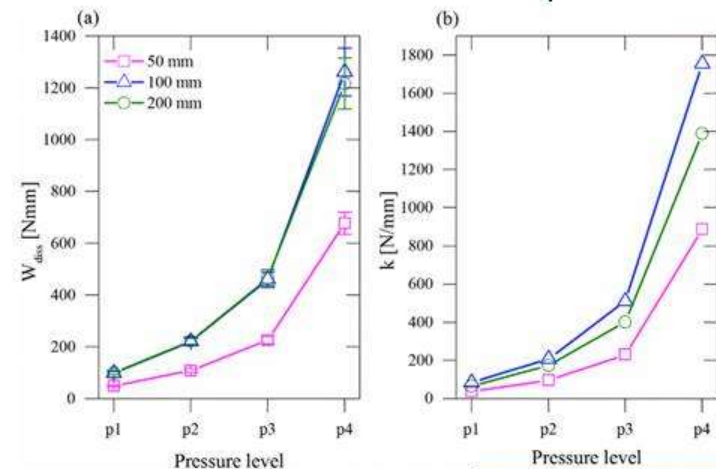 (a)
1400
1200
1000
800
600
400
200
0
50 mm
100 mm
200 mm
W_diss [Nmm]
p1 p2 p3 p4
Pressure level
(b)
1800
1600
1400
1200
1000
800
600
400
200
0
k [N/mm]
p1 p2 p3 p4
Pressure level